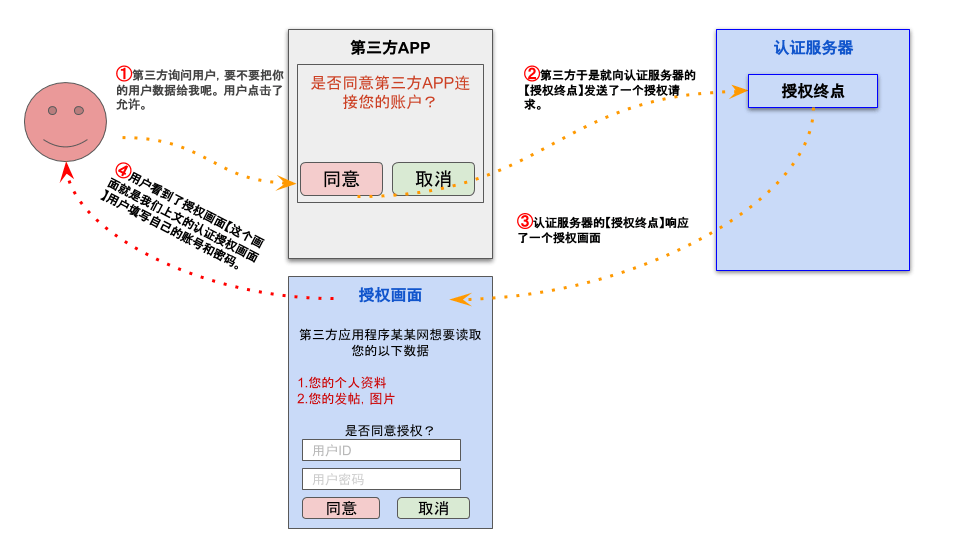 第三方APP
是否同意第三方APP连
接您的账户？
同意
取消
①第三方询问用户，要不要把你
的用户数据给我呢。用户点击了
允许。
②第三方于是就向认证服务器的
【授权终点】发送了一个授权请
求。
认证服务器
授权终点
③认证服务器的【授权终点】响应
了一个授权画面
④用户看到了授权画面【这个画
面就是我们上文的认证授权画面
】用户填写自己的账号和密码。
授权画面
第三方应用程序某某网想要读取
您的以下数据
1.您的个人资料
2.您的发帖，图片
是否同意授权？
用户ID
用户密码
同意
取消